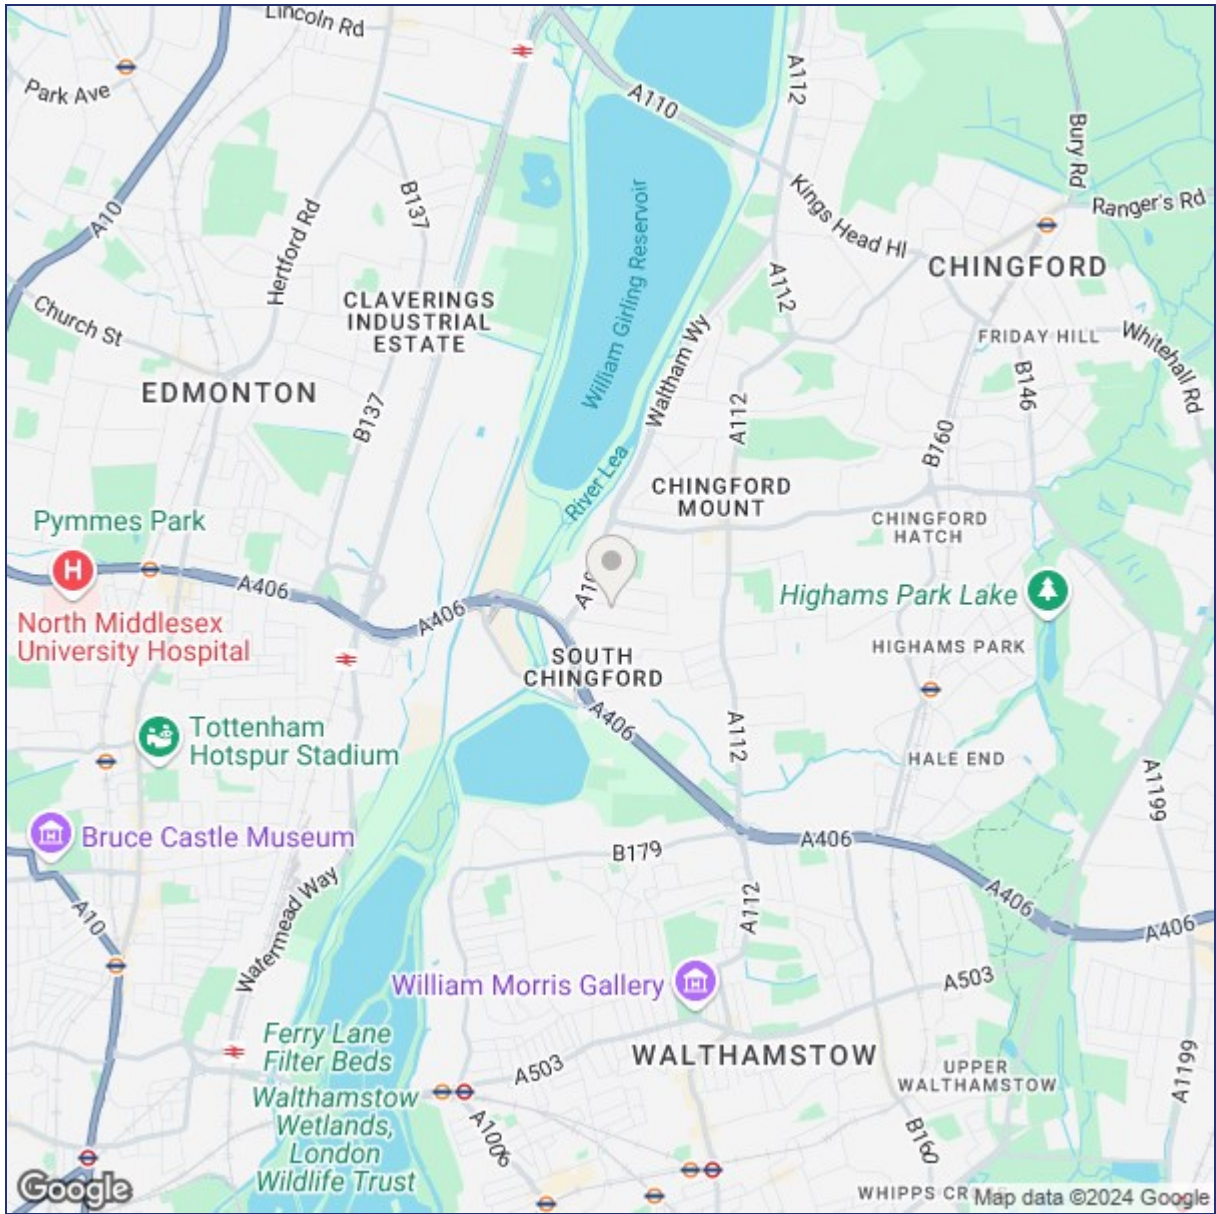 Lincoln Rd
Park Ave
A110
A112
Bury Rd
Ranger's Rd
A10
B137
Hertford Rd
William Girling Reservoir
Kings Head Hl
CHINGFORD
Church St
CLAVERINGS
INDUSTRIAL
ESTATE
A112
FRIDAY HILL
Whitehall Rd
EDMONTON
B137
Waltham Wy
A112
B146
B160
River Lea
CHINGFORD
MOUNT
CHINGFORD
HATCH
Pymmes Park
H
A406
North Middlesex
University Hospital
A406
Highams Park Lake
HIGHAMS PARK
SOUTH
CHINGFORD
Tottenham
Hotspur Stadium
A406
A112
HALE END
A1199
Bruce Castle Museum
B179
A406
A10
Watermead Way
A112
A406
A406
William Morris Gallery
A503
Ferry Lane
Filter Beds
A503
WALTHAMSTOW
UPPER
WALTHAMSTOW
A1199
Walthamstow
Wetlands,
London
Wildlife Trust
A1006
B160
Google
WHIPPS
Map data ©2024 Google